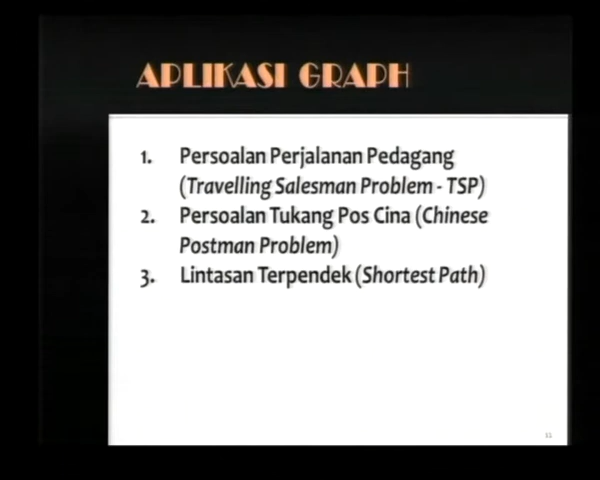 APLIKASI GRAPH
1. Persoalan Perjalanan Pedagang
(Travelling Salesman Problem - TSP)
2. Persoalan Tukang Pos Cina (Chinese
Postman Problem)
3. Lintasan Terpendek (Shortest Path)